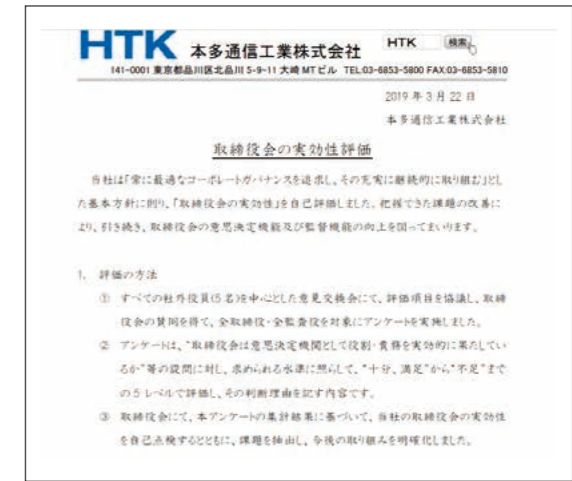 HTK 本多通信工業株式会社 HTK 検索
141-0001 東京都品川区北品川 5-9-11 大崎 MT ビル TEL.03-6853-5800 FAX.03-6853-5810
2019 年 3 月 22 日
本多通信工業株式会社
取締役会の実効性評価
当社は「常に最適なコーポレートガバナンスを追求し、その充実に継続的に取り組む」とし
た基本方針に則り、「取締役会の実効性」を自己評価しました。把握できた課題の改善に
より、引き続き、取締役会の意思決定機能及び監督機能の向上を図ってまいります。
1. 評価の方法
① すべての社外役員(5 名)を中心とした意見交換会にて、評価項目を協議し、取締
役会の賛同を得て、全取締役・全監査役を対象にアンケートを実施しました。
② アンケートは、“取締役会は意思決定機関として役割・責務を実効的に果たしてい
るか”等の設問に対し、求められる水準に照らして、“十分、満足”から“不足”まで
の 5 レベルで評価し、その判断理由を記す内容です。
③ 取締役会にて、本アンケートの集計結果に基づいて、当社の取締役会の実効性
を自己点検するとともに、課題を抽出し、今後の取り組みを明確化しました。